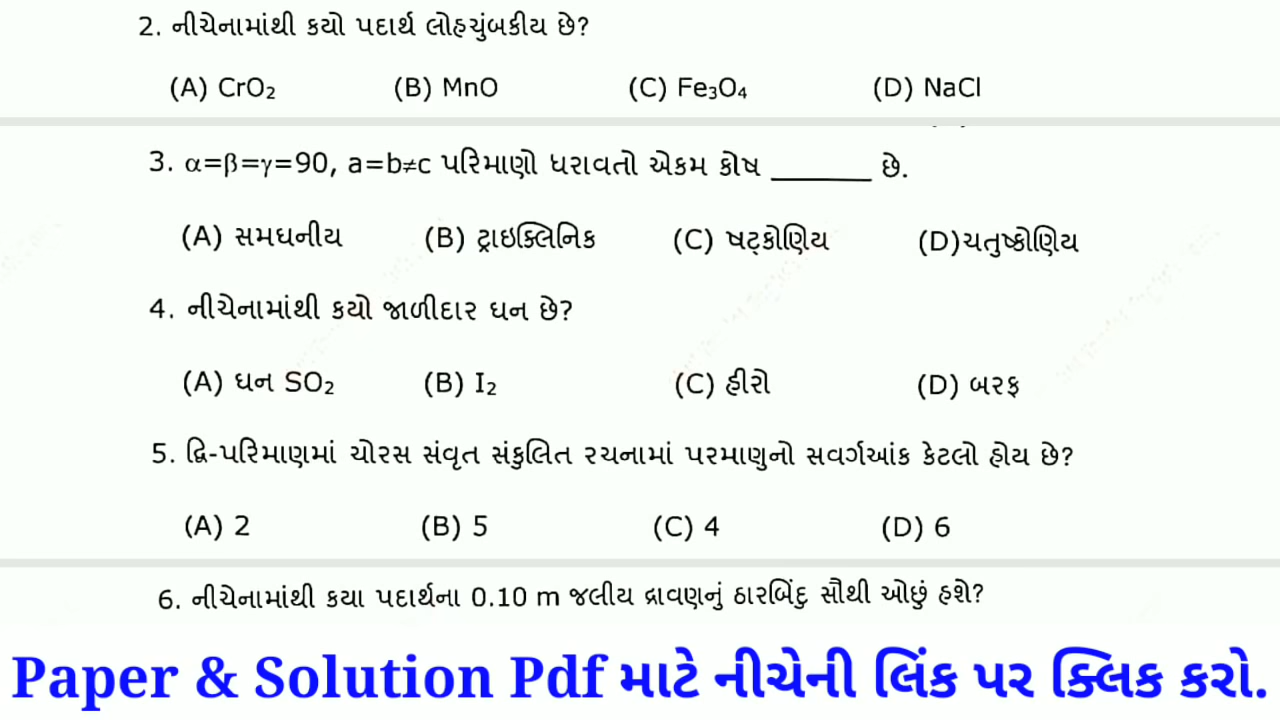 2. નીચેનામાંથી કયો પદાર્થ લોહચુંબકીય છે?
(A) CrO₂ (B) MnO (C) Fe₃O₄ (D) NaCl
3. α=β=γ=90, a=b≠c પરિમાણો ધરાવતો એકમ કોષ ______ છે.
(A) સમઘનીય (B) ટ્રાઇક્લિનિક (C) ષટ્કોણિય (D)ચતુષ્કોણિય
4. નીચેનામાંથી કયો જાળીદાર ઘન છે?
(A) ઘન SO₂ (B) I₂ (C) હીરો (D) બરફ
5. દ્વિ-પરિમાણમાં ચોરસ સંવૃત સંકુલિત રચનામાં પરમાણુનો સવર્ગઆંક કેટલો હોય છે?
(A) 2 (B) 5 (C) 4 (D) 6
6. નીચેનામાંથી કયા પદાર્થના 0.10 m જલીય દ્રાવણનું ઠારબિંદુ સૌથી ઓછું હશે?
Paper & Solution Pdf માટે નીચેની લિંક પર ક્લિક કરો.